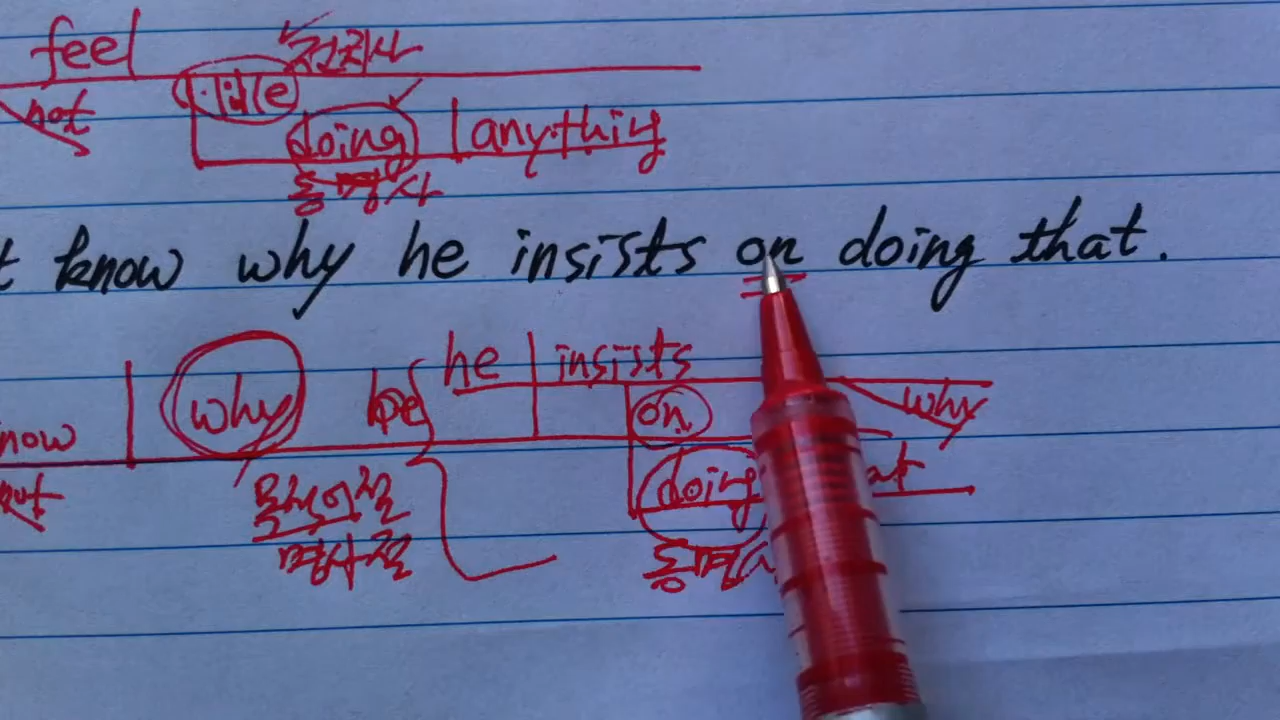 feel 전치사
not like
doing anything
동명사
t know why he insists on doing that.
he insists
why on why
know
doing
목적어절
명사절 동명사